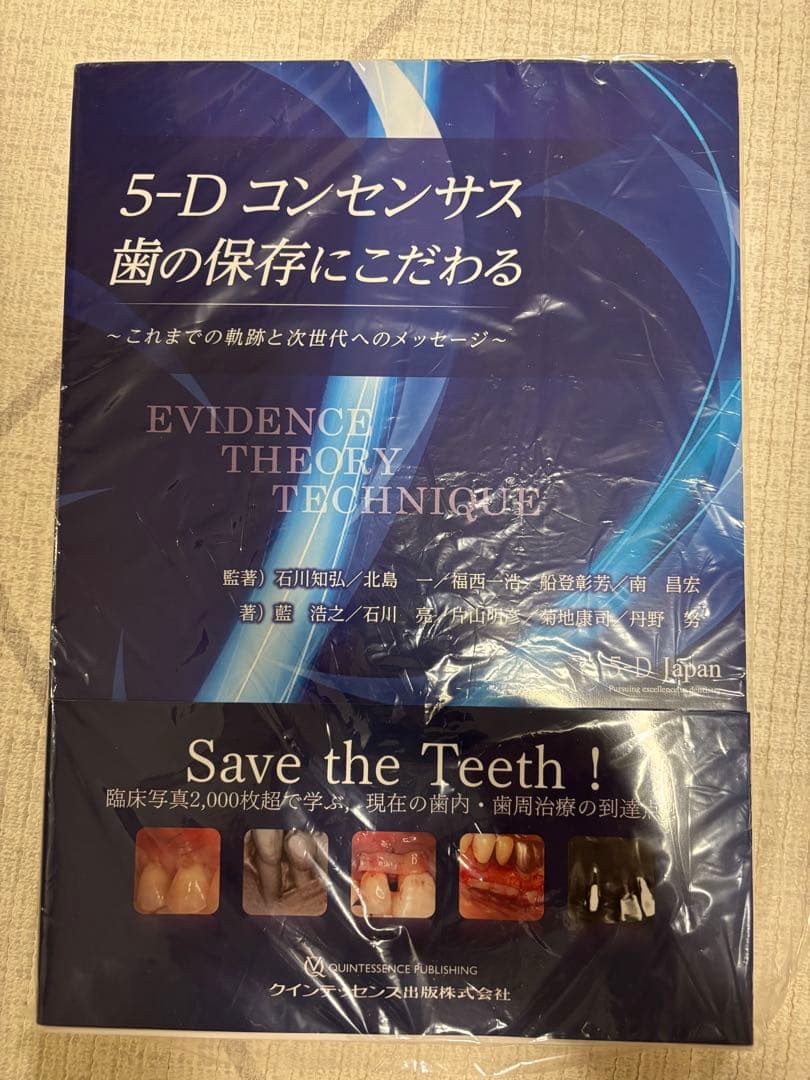 5-D コンセンサス
歯の保存にこだわる
～これまでの軌跡と次世代へのメッセージ～
EVIDENCE
THEORY
TECHNIQUE
監著）石川知弘／北島　一／福西一浩／船登彰芳／南　昌宏
著）藍　浩之／石川　亮／片山明彦／菊地康司／丹野　努
5-D Japan
Pursuing excellence in dentistry
Save the Teeth !
臨床写真2,000枚超で学ぶ，現在の歯内・歯周治療の到達点
QUINTESSENCE PUBLISHING
クインテッセンス出版株式会社